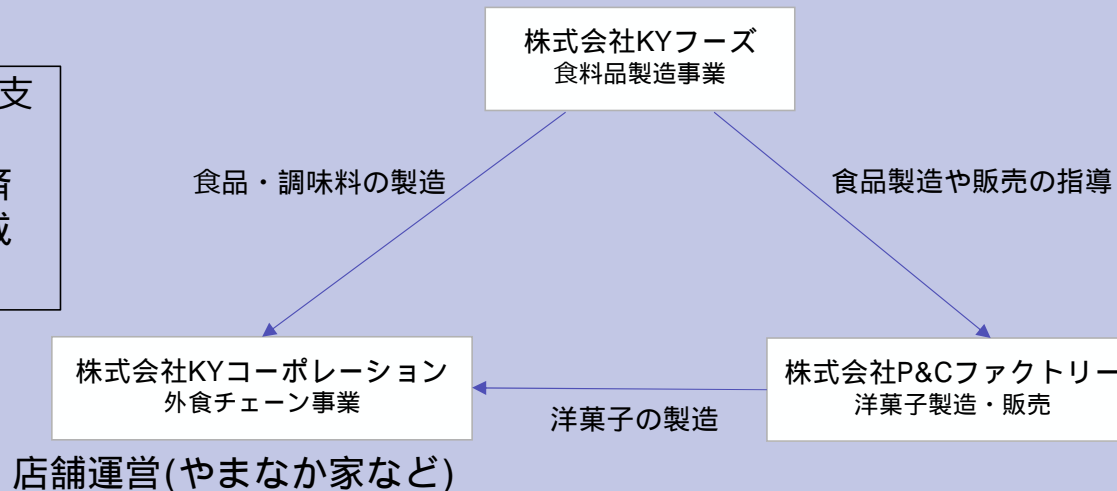 株式会社KYフーズ
食料品製造事業
支
済
成
食品・調味料の製造
食品製造や販売の指導
株式会社KYコーポレーション
外食チェーン事業
株式会社P&Cファクトリー
洋菓子製造・販売
洋菓子の製造
店舗運営(やまなか家など)